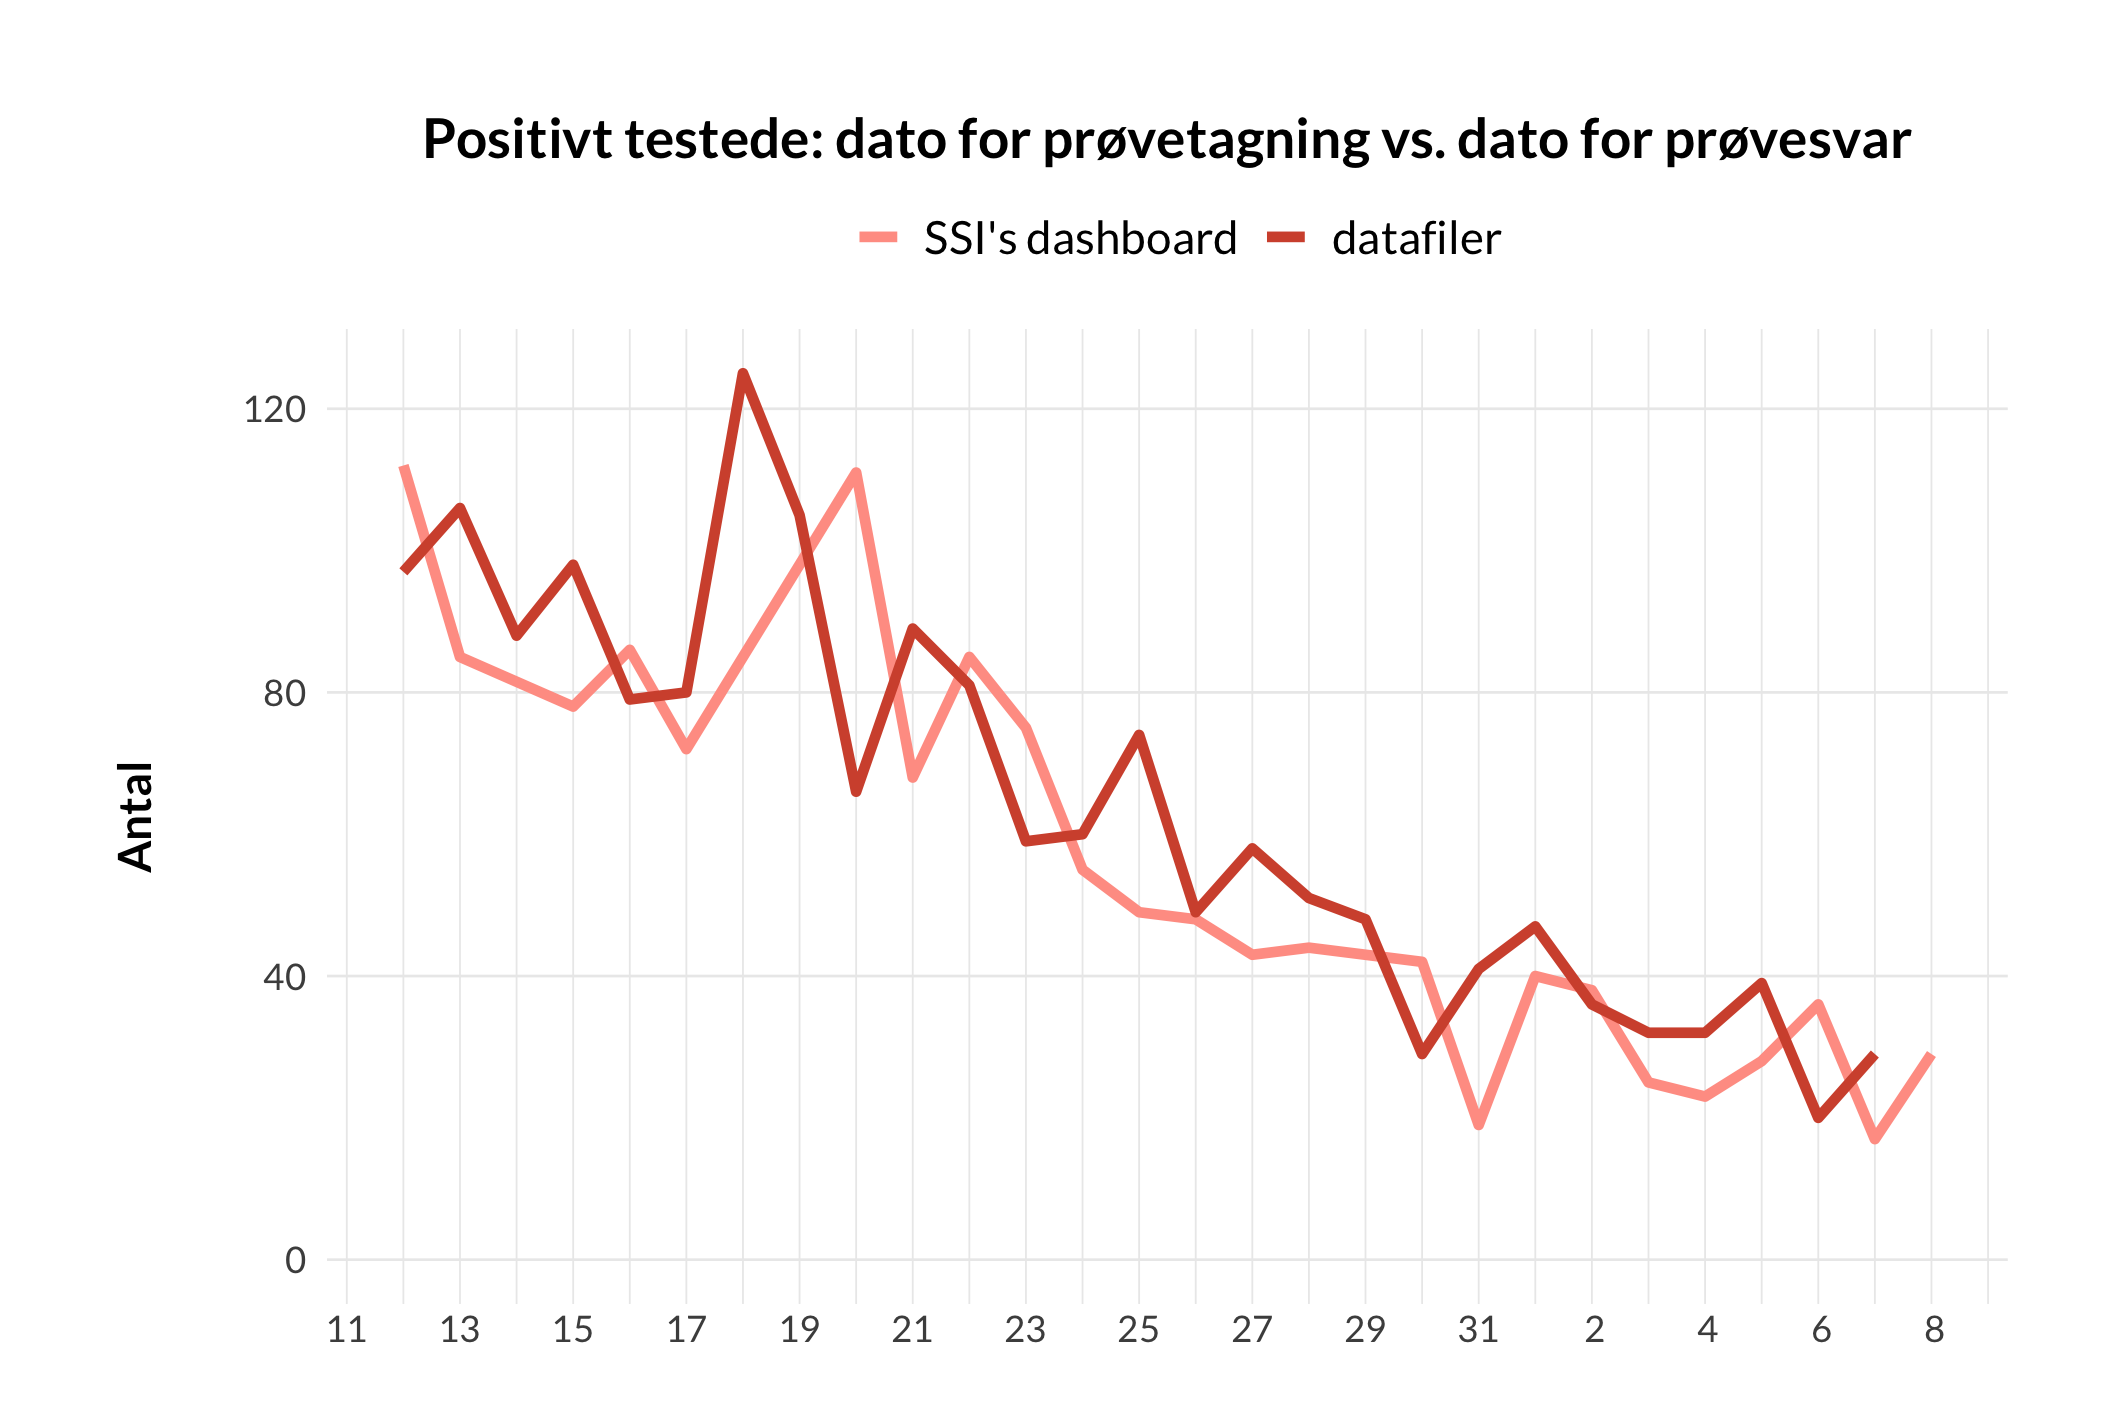 Positivt testede: dato for prøvetagning vs. dato for prøvesvar
SSI's dashboard datafiler
Antal
120
80
40
0
11 13 15 17 19 21 23 25 27 29 31 2 4 6 8